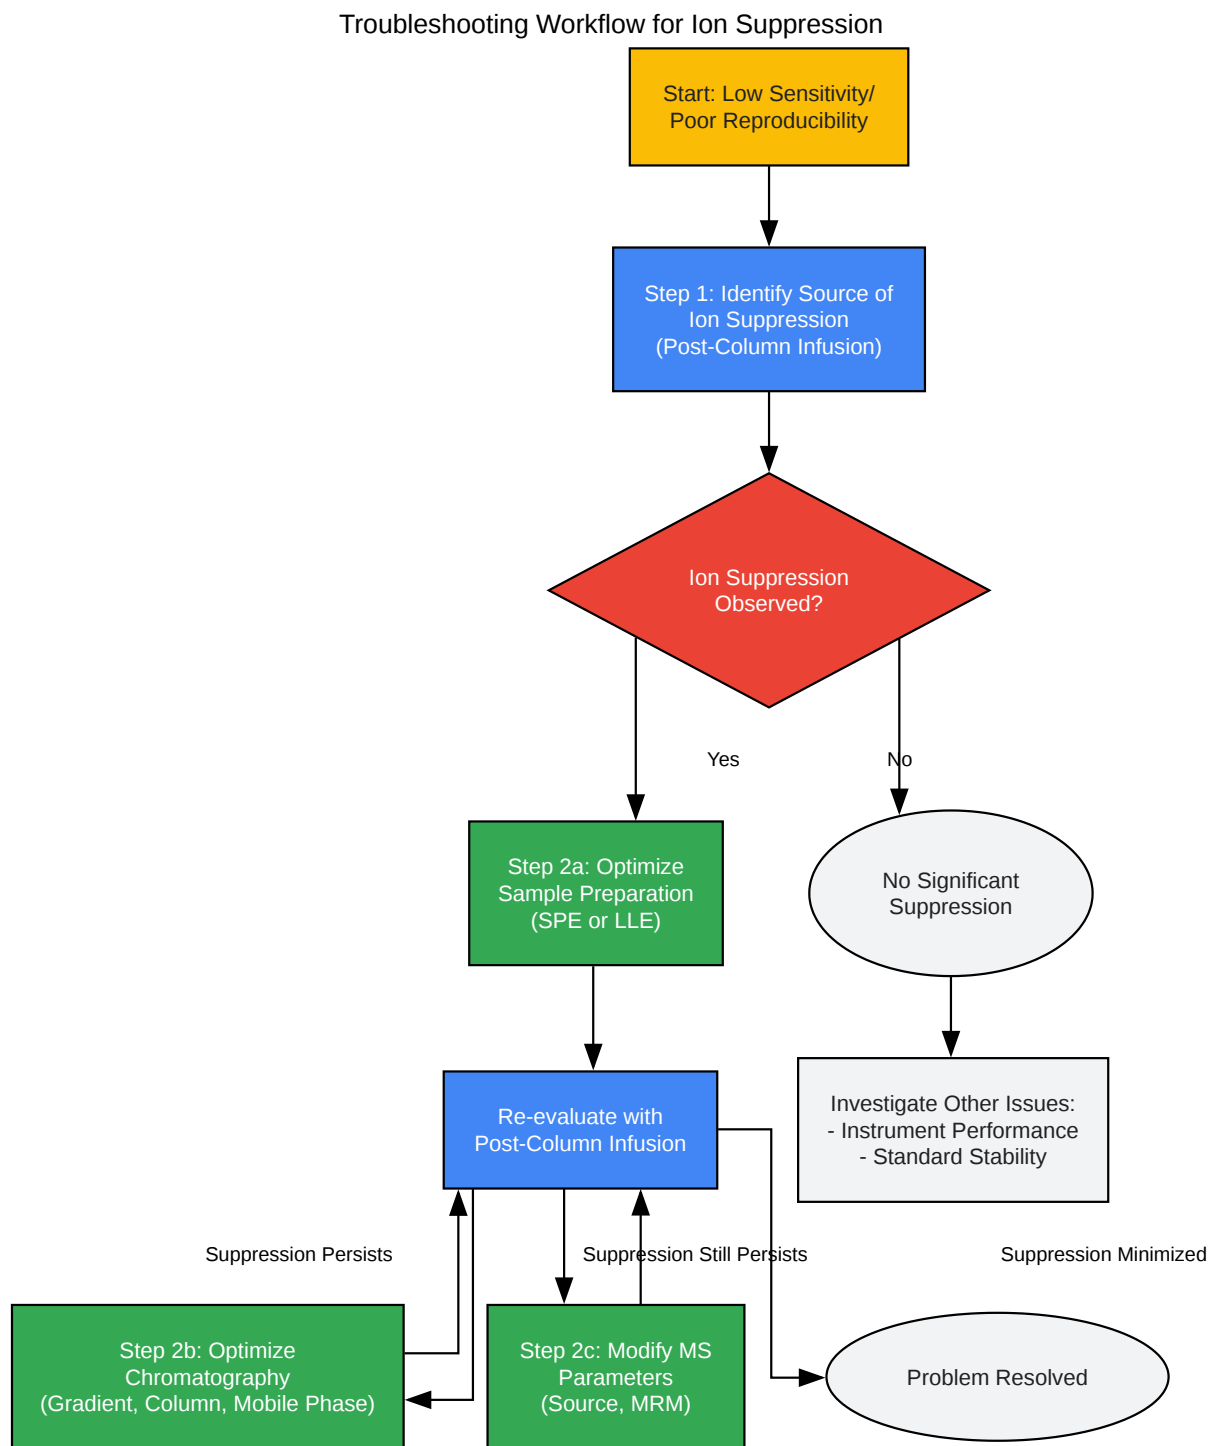 Troubleshooting Workflow for Ion Suppression
Start: Low Sensitivity/
Poor Reproducibility
Step 1: Identify Source of
Ion Suppression
(Post-Column Infusion)
Ion Suppression
Observed?
Yes
No
Step 2a: Optimize
Sample Preparation
(SPE or LLE)
No Significant
Suppression
Re-evaluate with
Post-Column Infusion
Investigate Other Issues:
- Instrument Performance
- Standard Stability
Suppression Persists
Suppression Still Persists
Suppression Minimized
Step 2b: Optimize
Chromatography
(Gradient, Column, Mobile Phase)
Step 2c: Modify MS
Parameters
(Source, MRM)
Problem Resolved